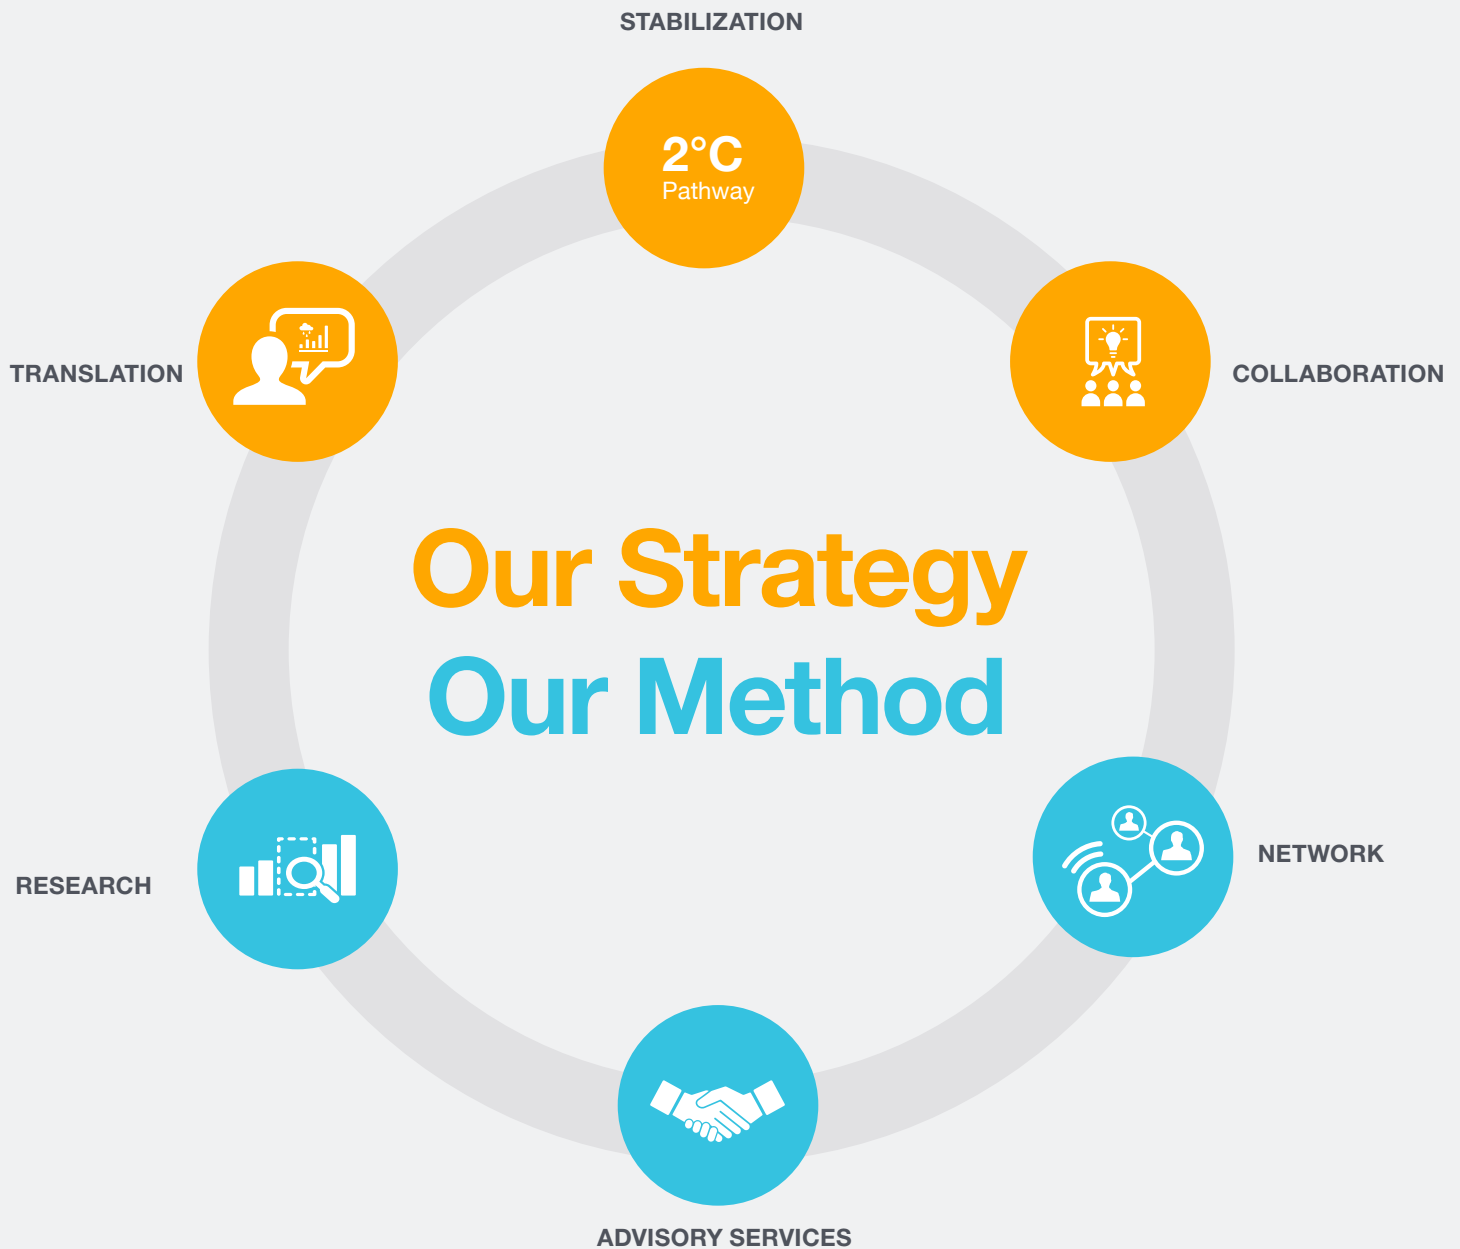 STABILIZATION
2°C
Pathway
TRANSLATION
COLLABORATION
Our Strategy
Our Method
NETWORK
RESEARCH
ADVISORY SERVICES